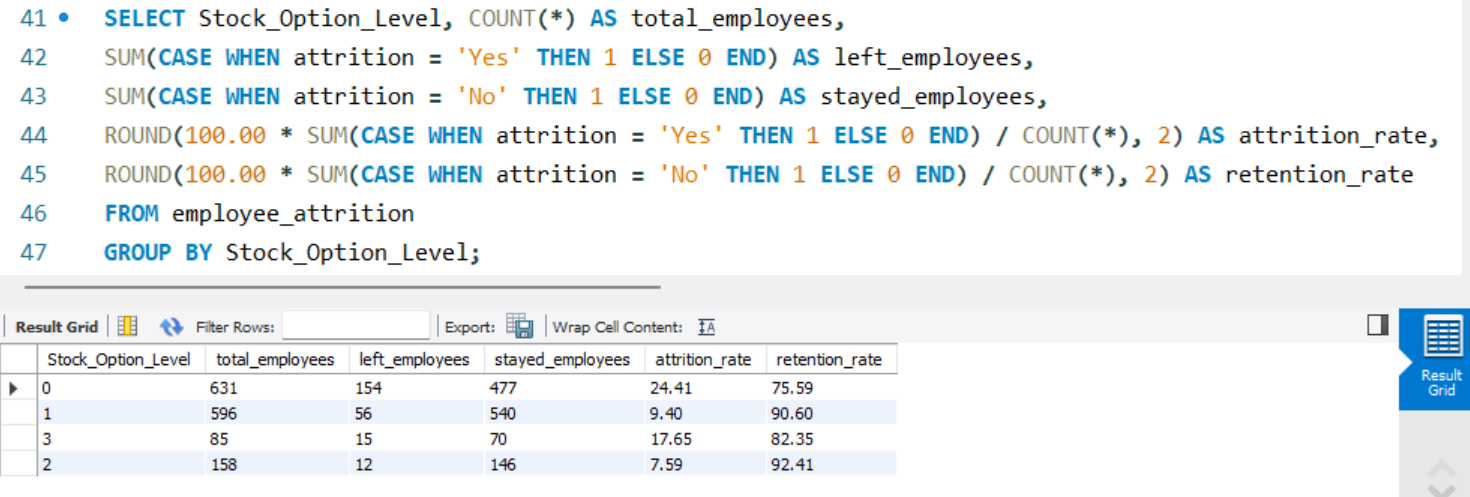 41 SELECT Stock_Option_Level, COUNT(*) AS total_employees,
42 SUM(CASE WHEN attrition = 'Yes' THEN 1 ELSE 0 END) AS left_employees,
43 SUM(CASE WHEN attrition = 'No' THEN 1 ELSE 0 END) AS stayed_employees,
44 ROUND(100.00 * SUM(CASE WHEN attrition = 'Yes' THEN 1 ELSE 0 END) / COUNT(*), 2) AS attrition_rate,
45 ROUND(100.00 * SUM(CASE WHEN attrition = 'No' THEN 1 ELSE 0 END) / COUNT(*), 2) AS retention_rate
46 FROM employee_attrition
47 GROUP BY Stock_Option_Level;
Result Grid Filter Rows: Export: Wrap Cell Content: IA
Stock_Option_Level total_employees left_employees stayed_employees attrition_rate retention_rate
0 631 154 477 24.41 75.59
1 596 56 540 9.40 90.60
3 85 15 70 17.65 82.35
2 158 12 146 7.59 92.41
Result
Grid